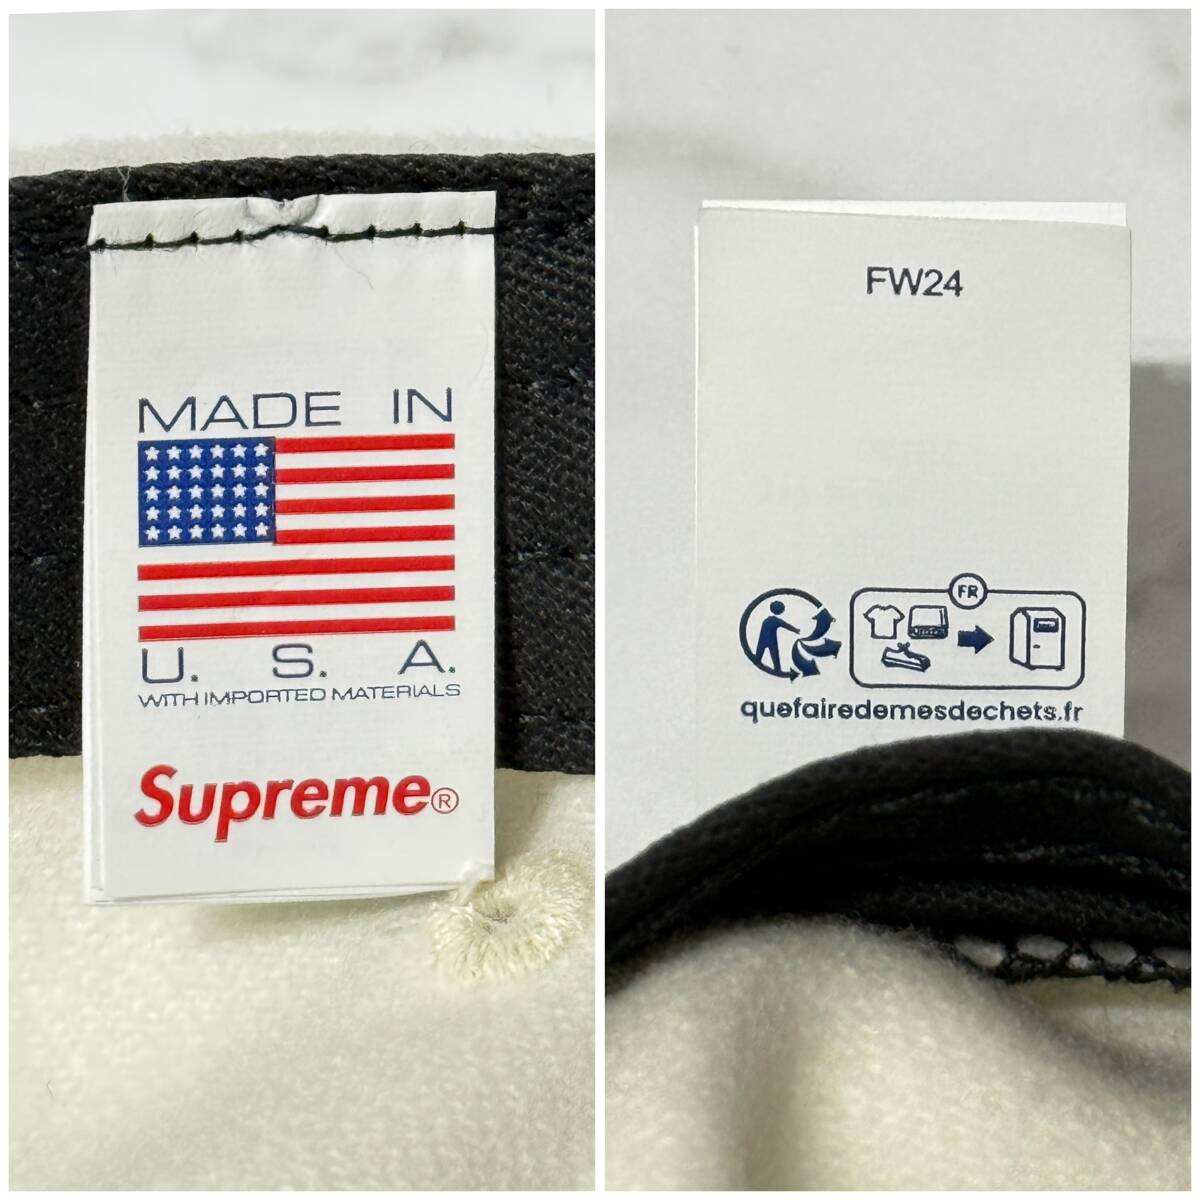 MADE IN
U. S. A.
WITH IMPORTED MATERIALS
Supreme®
FW24
FR
quefairedemesdechets.fr